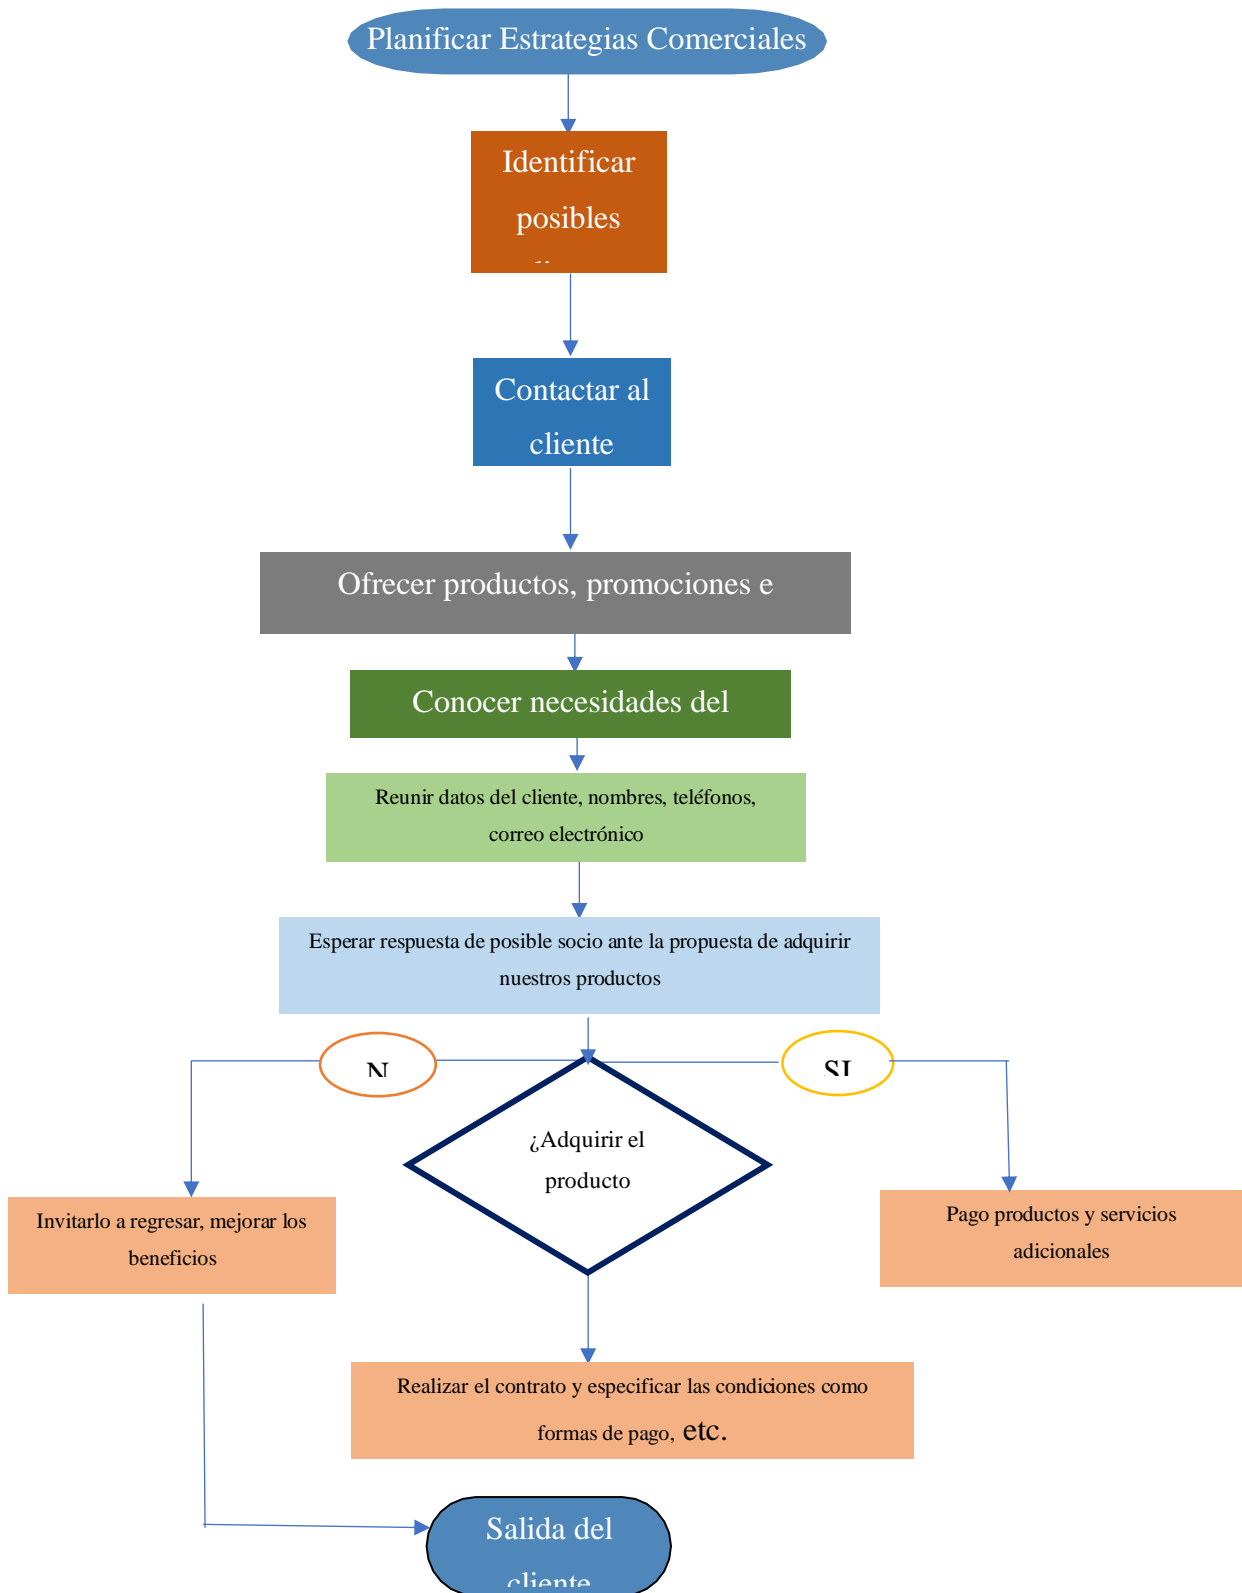 Planificar Estrategias Comerciales
Identificar
posibles
Contactar al
cliente
Ofrecer productos, promociones e
Conocer necesidades del
Reunir datos del cliente, nombres, teléfonos,
correo electrónico
Esperar respuesta de posible socio ante la propuesta de adquirir
nuestros productos
N
SI
¿Adquirir el
producto
Invitarlo a regresar, mejorar los
beneficios
Pago productos y servicios
adicionales
Realizar el contrato y especificar las condiciones como
formas de pago, etc.
Salida del
cliente